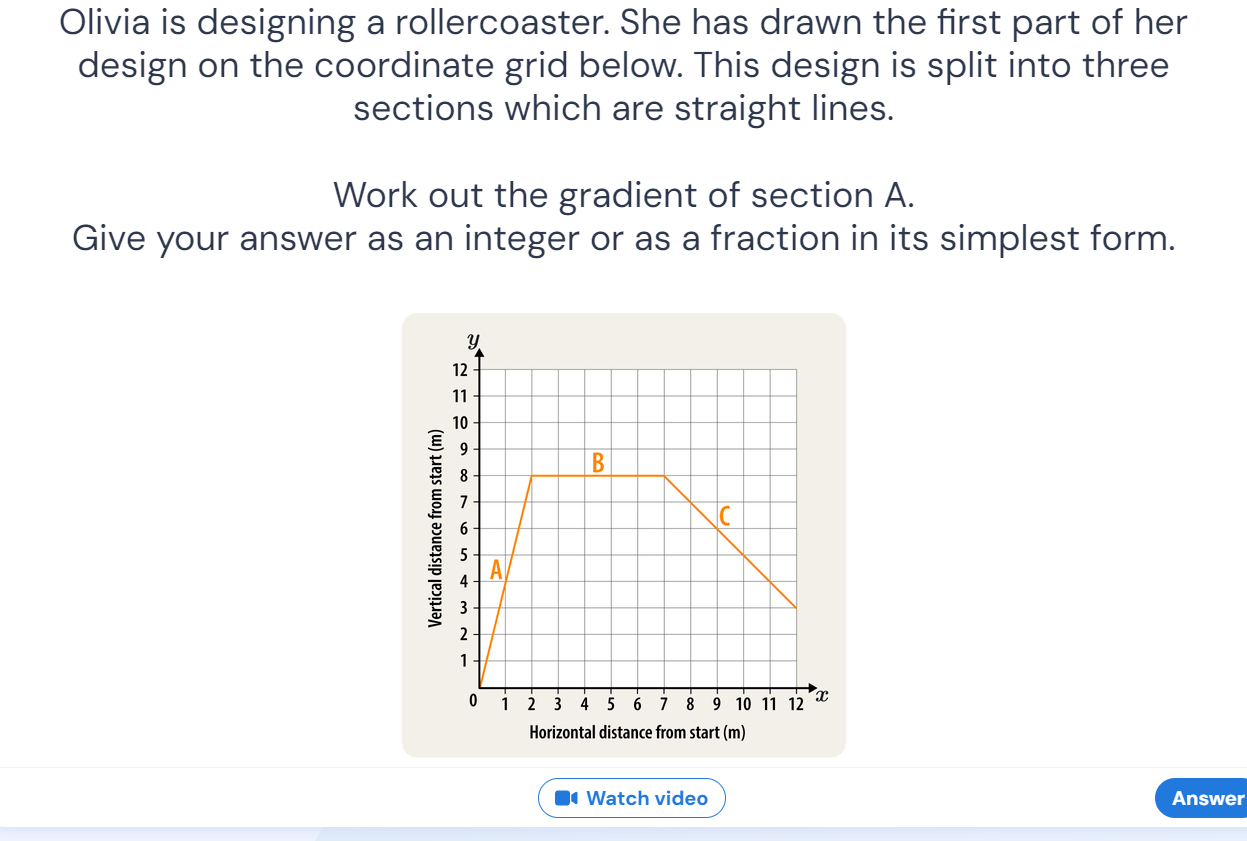 Olivia is designing a rollercoaster. She has drawn the first part of her
design on the coordinate grid below. This design is split into three
sections which are straight lines.
Work out the gradient of section A.
Give your answer as an integer or as a fraction in its simplest form.
y
12
11
10
9
8
7
6
5
4
3
2
1
Vertical distance from start (m)
A
B
C
0 1 2 3 4 5 6 7 8 9 10 11 12 x
Horizontal distance from start (m)
Watch video
Answer